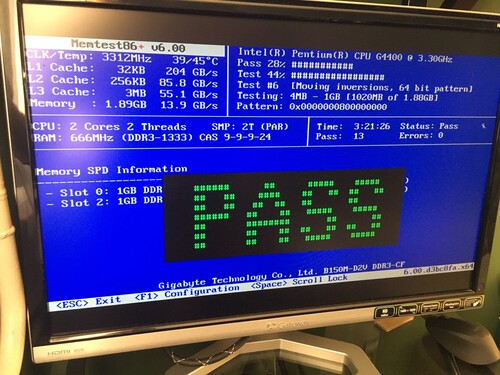 Memtest86+ v6.00
Intel(R) Pentium(R) CPU G4400 @ 3.30GHz
CLK/Temp: 3312MHz 39/45°C
Pass 28% ###########
L1 Cache: 32KB 204 GB/s
Test 44% #################
L2 Cache: 256KB 85.8 GB/s
Test #6 [Moving inversions, 64 bit pattern]
L3 Cache: 3MB 55.1 GB/s
Testing: 4MB - 1GB [1020MB of 1.88GB]
Memory : 1.89GB 13.9 GB/s
Pattern: 0x0000000800000000
CPU: 2 Cores 2 Threads SMP: 2T (PAR)
Time: 3:21:26 Status: Pass
RAM: 666MHz (DDR3-1333) CAS 9-9-9-24
Pass: 13 Errors: 0
Memory SPD Information
- Slot 0: 1GB DDR
- Slot 2: 1GB DDR
PASS
Gigabyte Technology Co., Ltd. B150M-D2V DDR3-CF
<ESC> Exit <F1> Configuration <Space> Scroll Lock 6.00.d3bc8fa.x64
HDMI